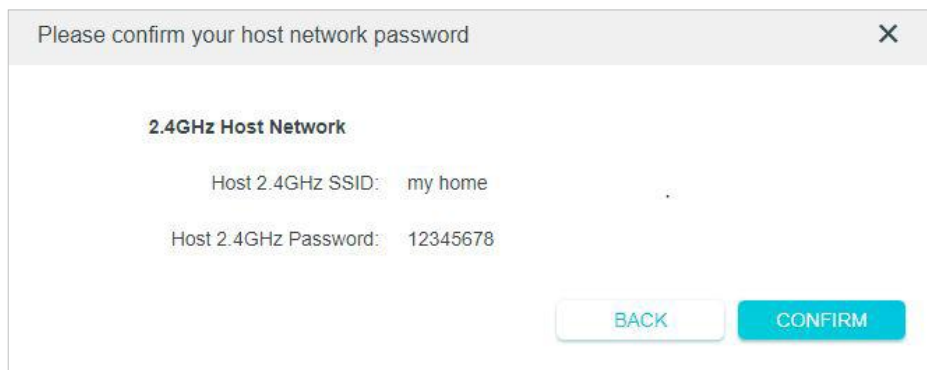 Please confirm your host network password
2.4GHz Host Network
Host 2.4GHz SSID: my home
Host 2.4GHz Password: 12345678
BACK CONFIRM